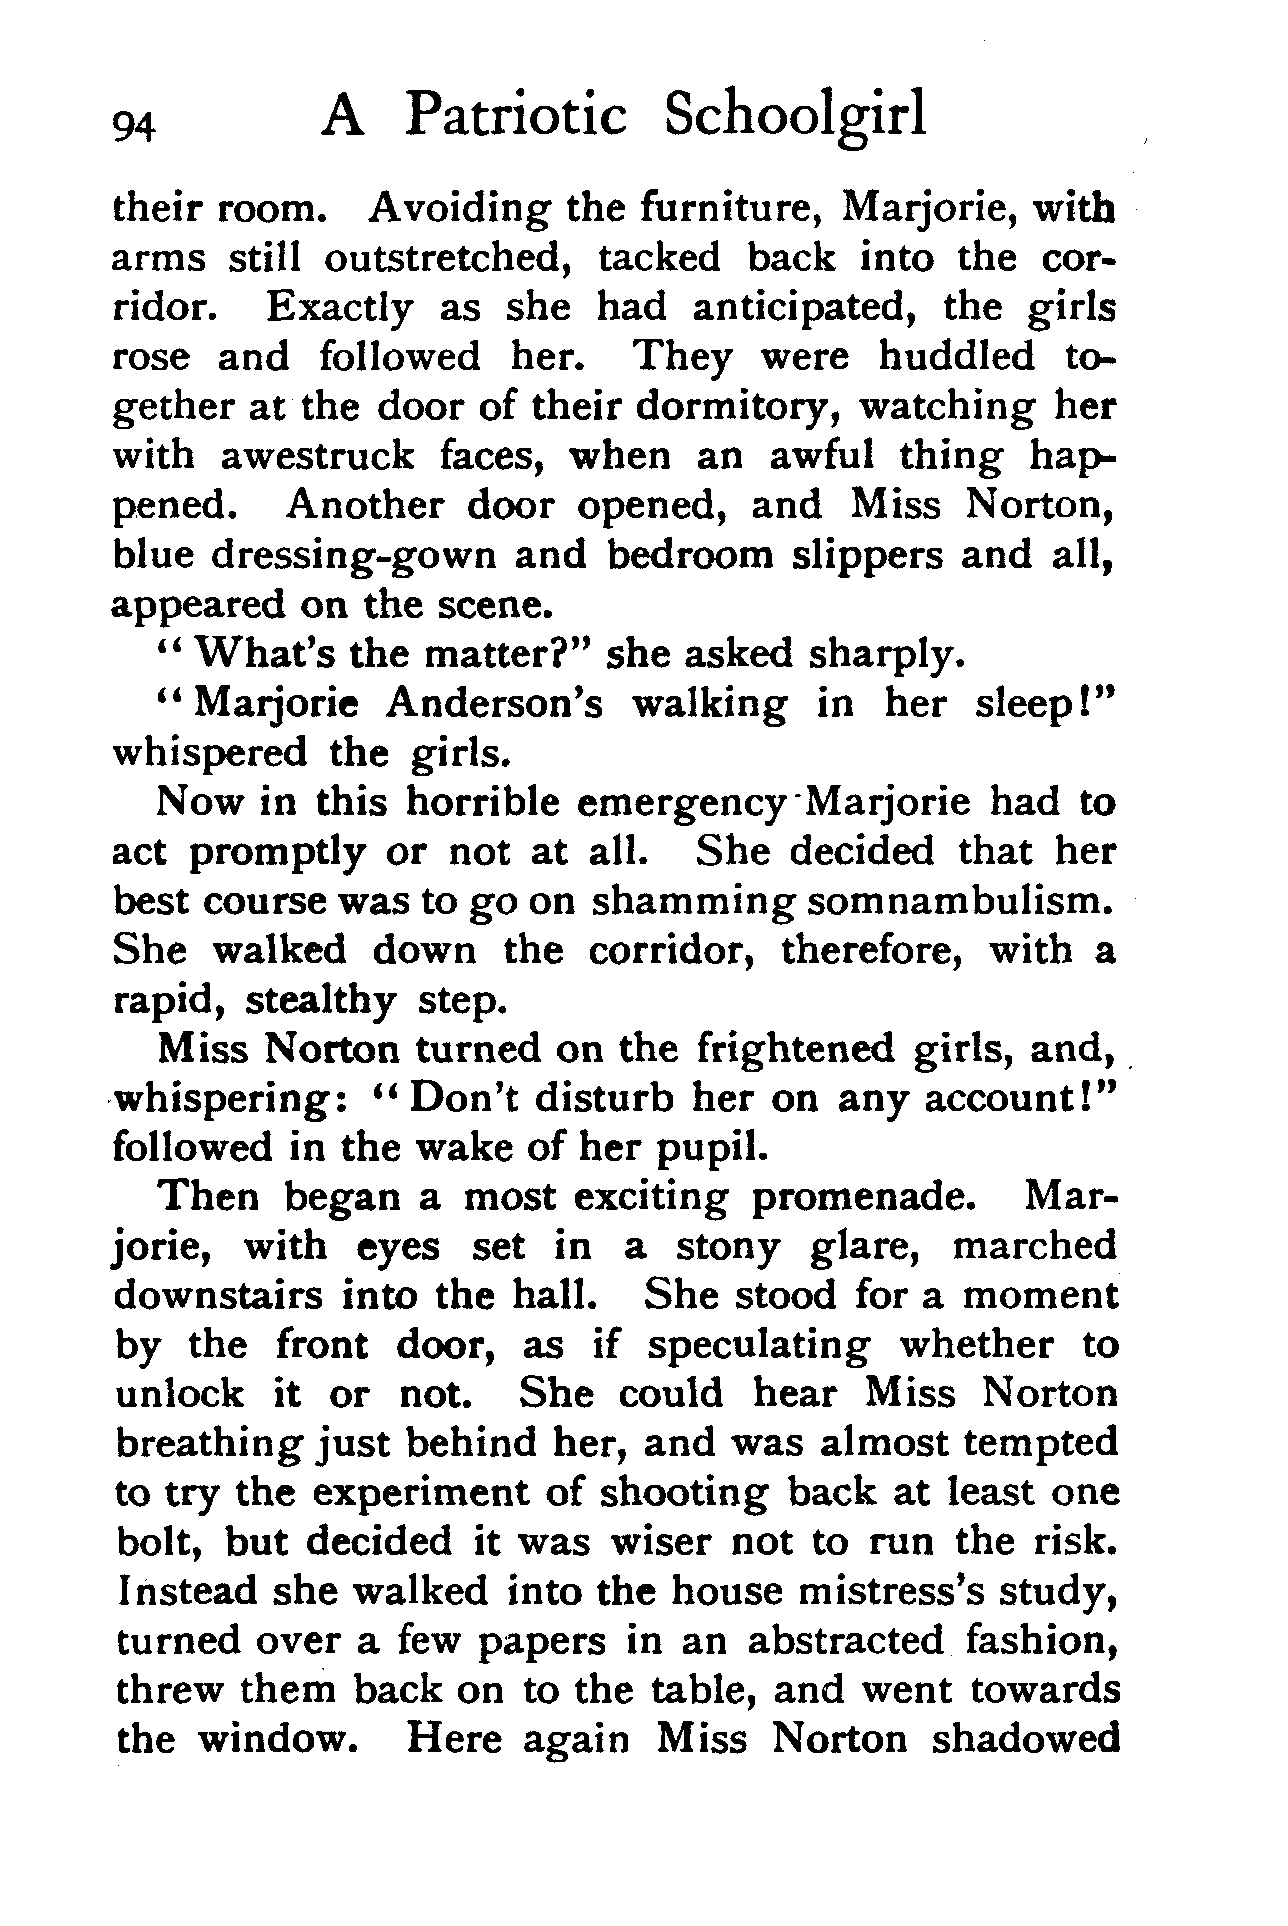 94 A Patriotic Schoolgirl
their room. Avoiding the furniture, Marjorie, with
arms still outstretched, tacked back into the cor-
ridor. Exactly as she had anticipated, the girls
rose and followed her. They were huddled to-
gether at the door of their dormitory, watching her
with awestruck faces, when an awful thing hap-
pened. Another door opened, and Miss Norton,
blue dressing-gown and bedroom slippers and all,
appeared on the scene.
"What's the matter?" she asked sharply.
"Marjorie Anderson's walking in her sleep!"
whispered the girls.
Now in this horrible emergency Marjorie had to
act promptly or not at all. She decided that her
best course was to go on shamming somnambulism.
She walked down the corridor, therefore, with a
rapid, stealthy step.
Miss Norton turned on the frightened girls, and,
whispering: "Don't disturb her on any account!"
followed in the wake of her pupil.
Then began a most exciting promenade. Mar-
jorie, with eyes set in a stony glare, marched
downstairs into the hall. She stood for a moment
by the front door, as if speculating whether to
unlock it or not. She could hear Miss Norton
breathing just behind her, and was almost tempted
to try the experiment of shooting back at least one
bolt, but decided it was wiser not to run the risk.
Instead she walked into the house mistress's study,
turned over a few papers in an abstracted fashion,
threw them back on to the table, and went towards
the window. Here again Miss Norton shadowed